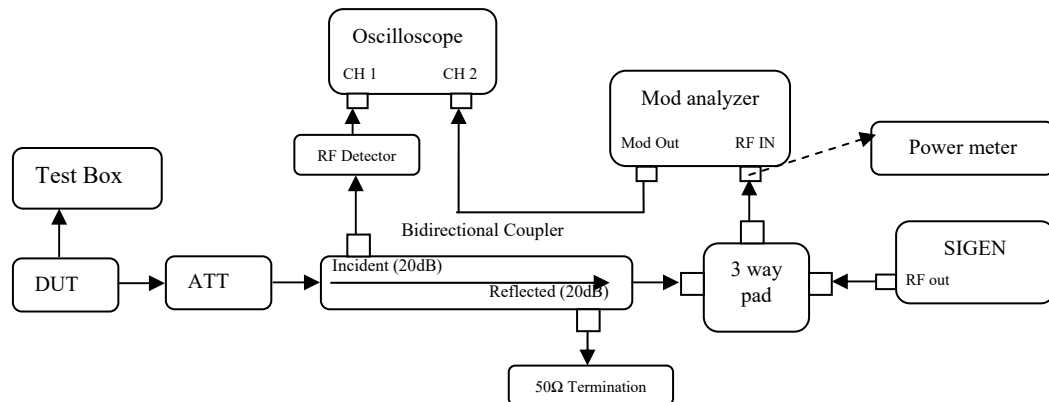 Oscilloscope
CH 1
CH 2
Mod analyzer
Mod Out
RF IN
Power meter
RF Detector
Test Box
Bidirectional Coupler
SIGEN
RF out
3 way
pad
Incident (20dB)
Reflected (20dB)
DUT
ATT
50Ω Termination